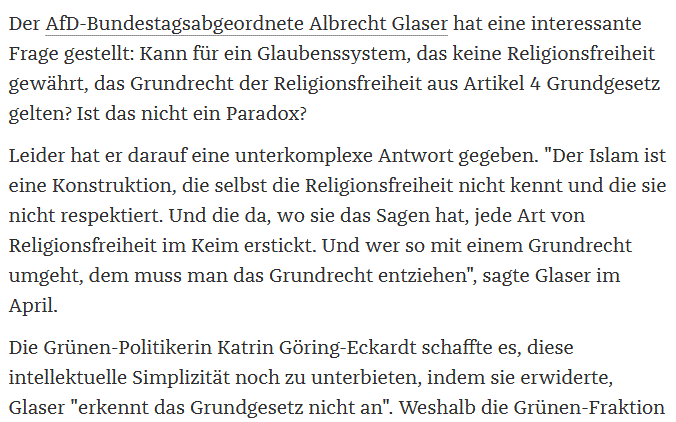 Der AfD-Bundestagsabgeordnete Albrecht Glaser hat eine interessante
Frage gestellt: Kann für ein Glaubenssystem, das keine Religionsfreiheit
gewährt, das Grundrecht der Religionsfreiheit aus Artikel 4 Grundgesetz
gelten? Ist das nicht ein Paradox?
Leider hat er darauf eine unterkomplexe Antwort gegeben. "Der Islam ist
eine Konstruktion, die selbst die Religionsfreiheit nicht kennt und die sie
nicht respektiert. Und die da, wo sie das Sagen hat, jede Art von
Religionsfreiheit im Keim erstickt. Und wer so mit einem Grundrecht
umgeht, dem muss man das Grundrecht entziehen", sagte Glaser im
April.
Die Grünen-Politikerin Katrin Göring-Eckardt schaffte es, diese
intellektuelle Simplizität noch zu unterbieten, indem sie erwiderte,
Glaser "erkennt das Grundgesetz nicht an". Weshalb die Grünen-Fraktion